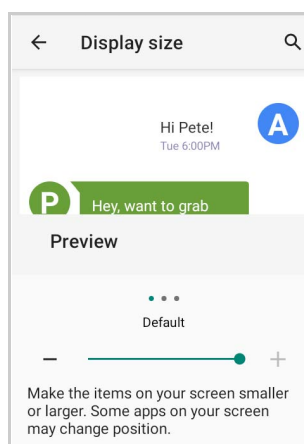 Display size
Hi Pete!
A
Tue 6:00PM
P
Hey, want to grab
Preview
Default
Make the items on your screen smaller
or larger. Some apps on your screen
may change position.